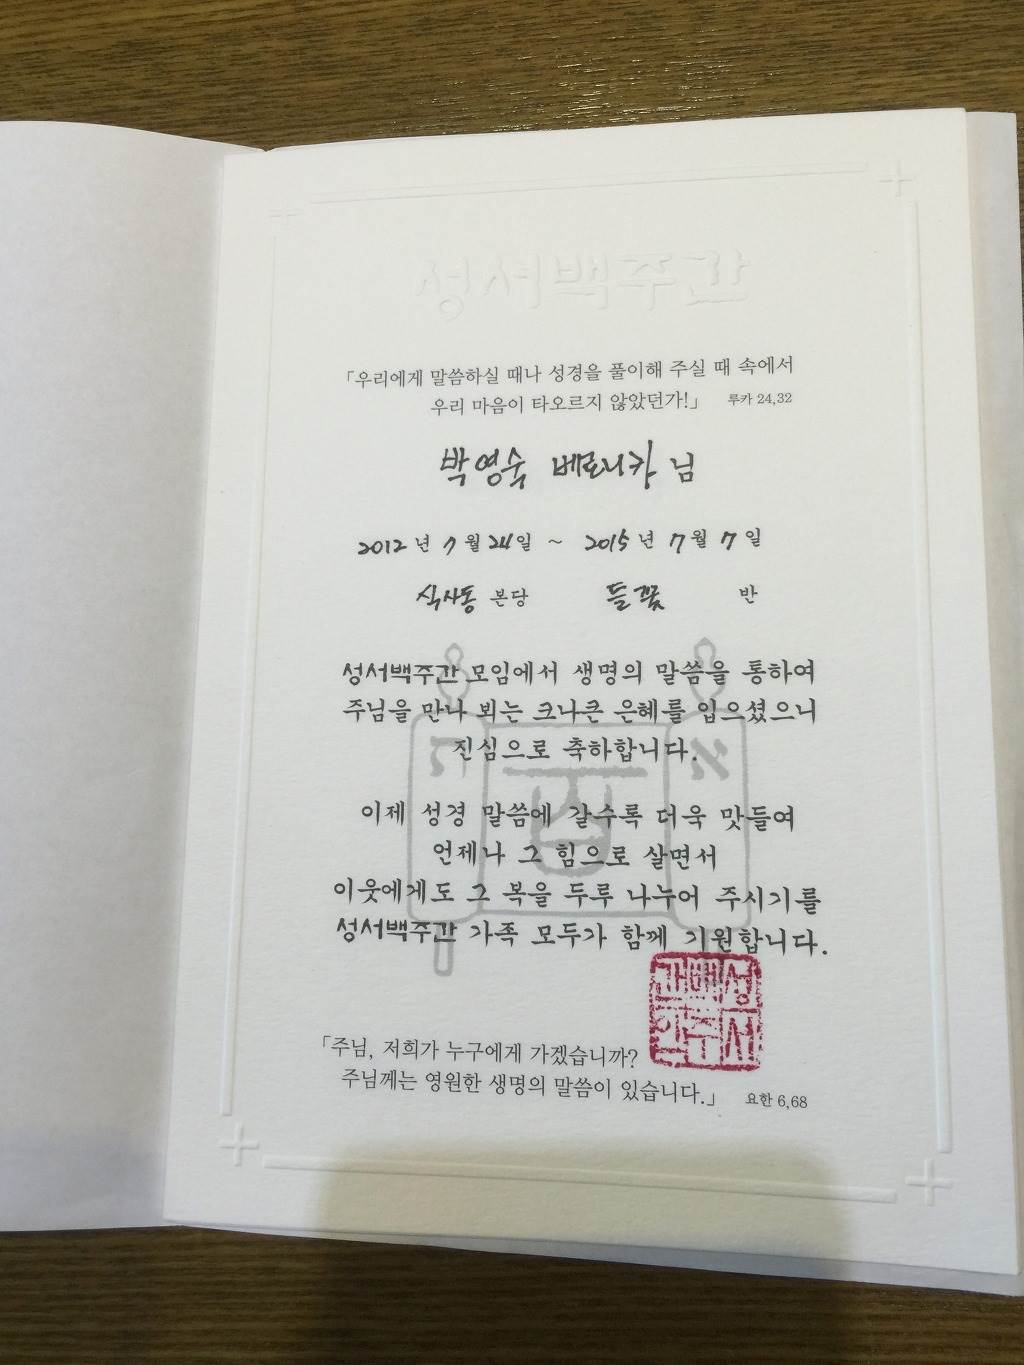 성서백주간
「우리에게 말씀하실 때나 성경을 풀이해 주실 때 속에서
우리 마음이 타오르지 않았던가!」 루카 24,32
박영숙 베로니카 님
2012 년 7 월 24 일 ~ 2015 년 7 월 7 일
식사동 본당 들꽃 반
성서백주간 모임에서 생명의 말씀을 통하여
주님을 만나 뵈는 크나큰 은혜를 입으셨으니
진심으로 축하합니다.
이제 성경 말씀에 갈수록 더욱 맛들여
언제나 그 힘으로 살면서
이웃에게도 그 복을 두루 나누어 주시기를
성서백주간 가족 모두가 함께 기원합니다.
성서백주간
「주님, 저희가 누구에게 가겠습니까?
주님께는 영원한 생명의 말씀이 있습니다.」 요한 6,68